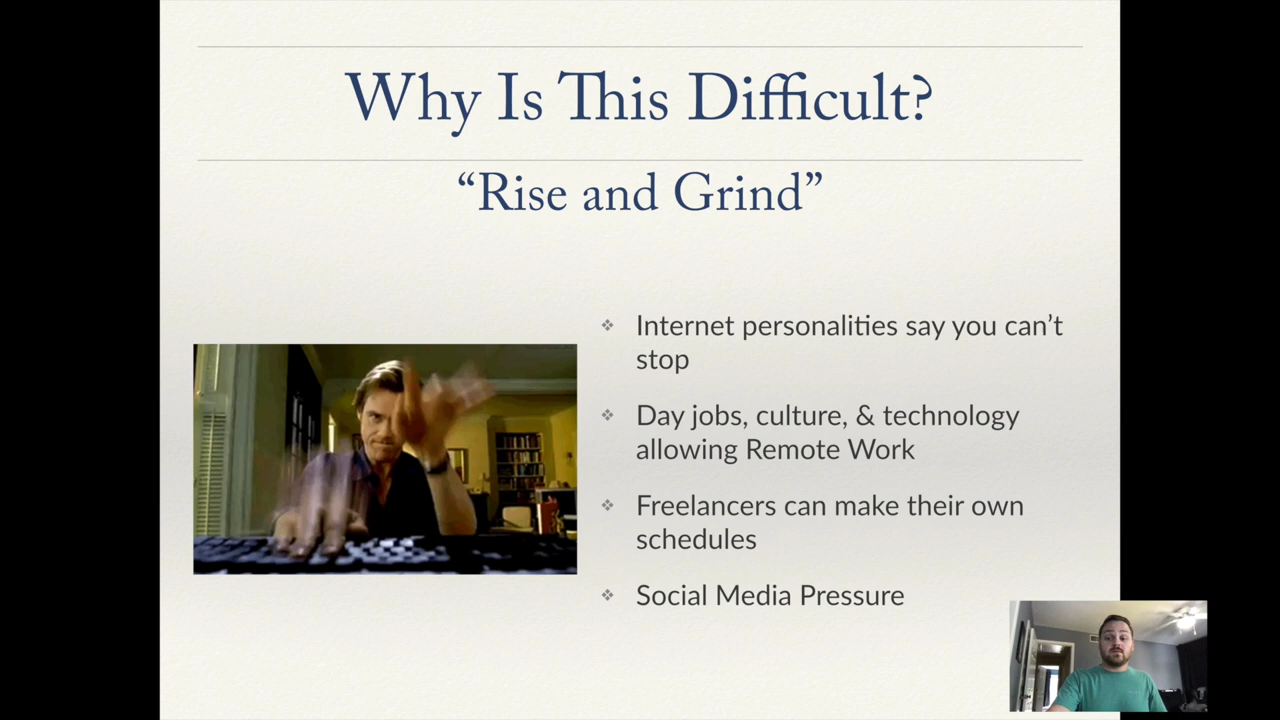 Why Is This Difficult?
“Rise and Grind”
Internet personalities say you can’t
stop
Day jobs, culture, & technology
allowing Remote Work
Freelancers can make their own
schedules
Social Media Pressure